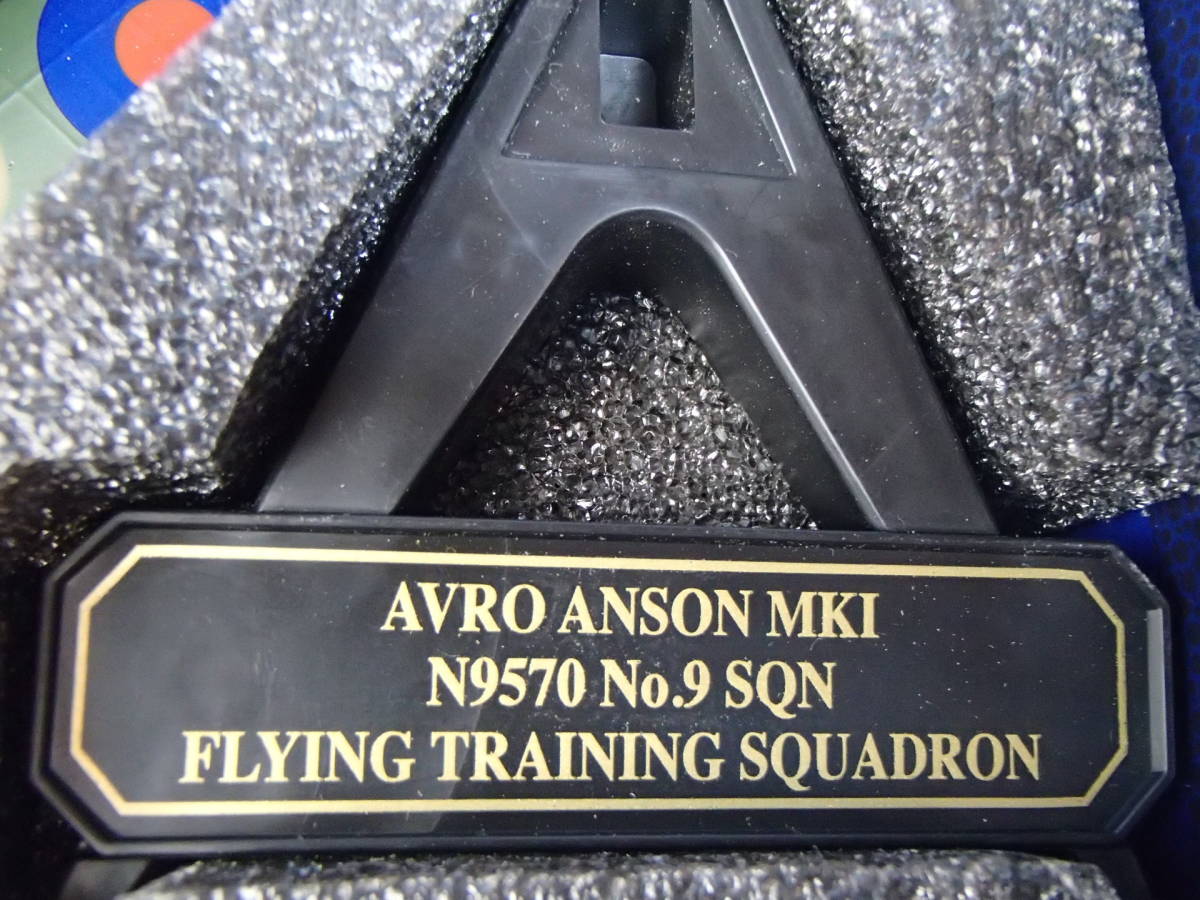 AVRO ANSON MKI
N9570 No.9 SQN
FLYING TRAINING SQUADRON